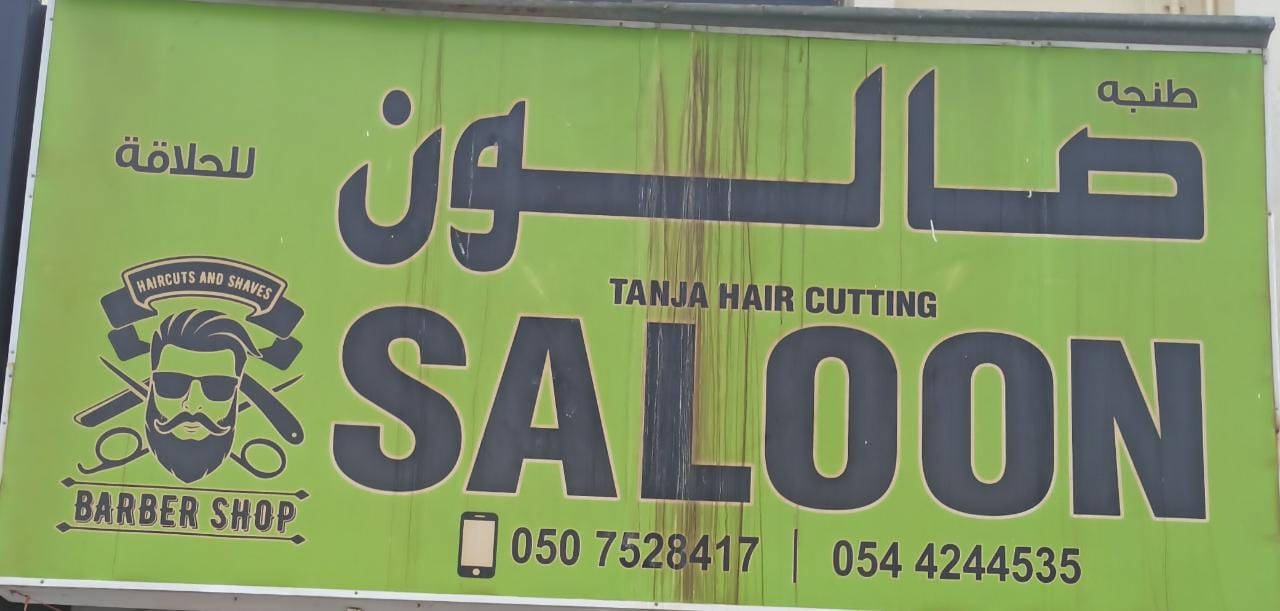 طنجه
صالون
للحلاقة
TANJA HAIR CUTTING
SALOON
HAIRCUTS AND SHAVES
BARBER SHOP
050 7528417 | 054 4244535